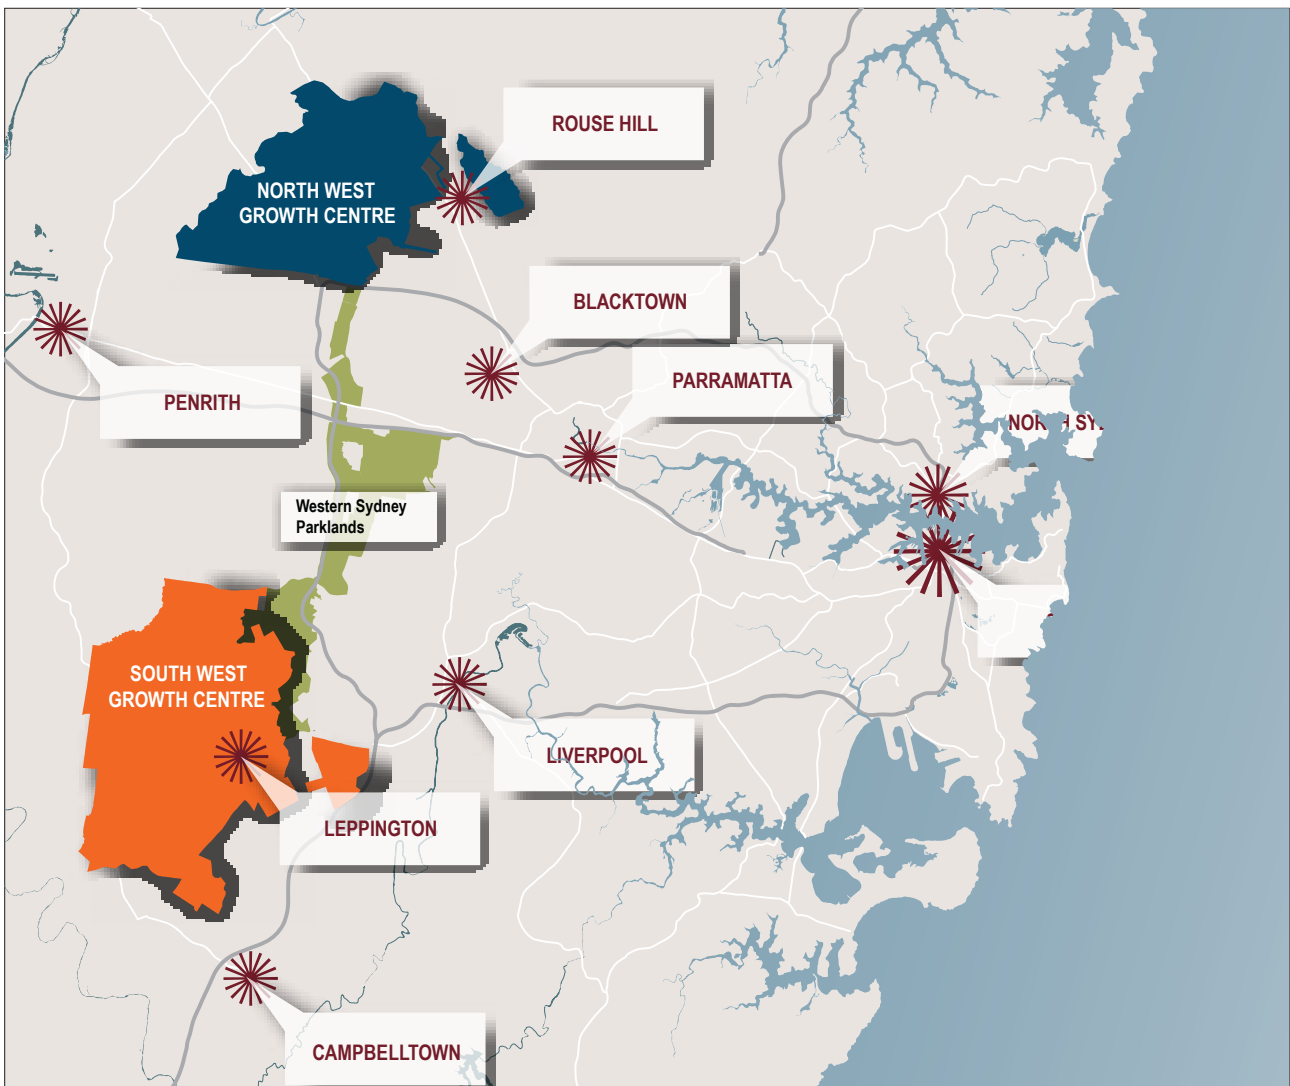 ROUSE HILL
NORTH WEST
GROWTH CENTRE
BLACKTOWN
PARRAMATTA
PENRITH
Western Sydney
Parklands
SOUTH WEST
GROWTH CENTRE
LIVERPOOL
LEPPINGTON
CAMPBELLTOWN